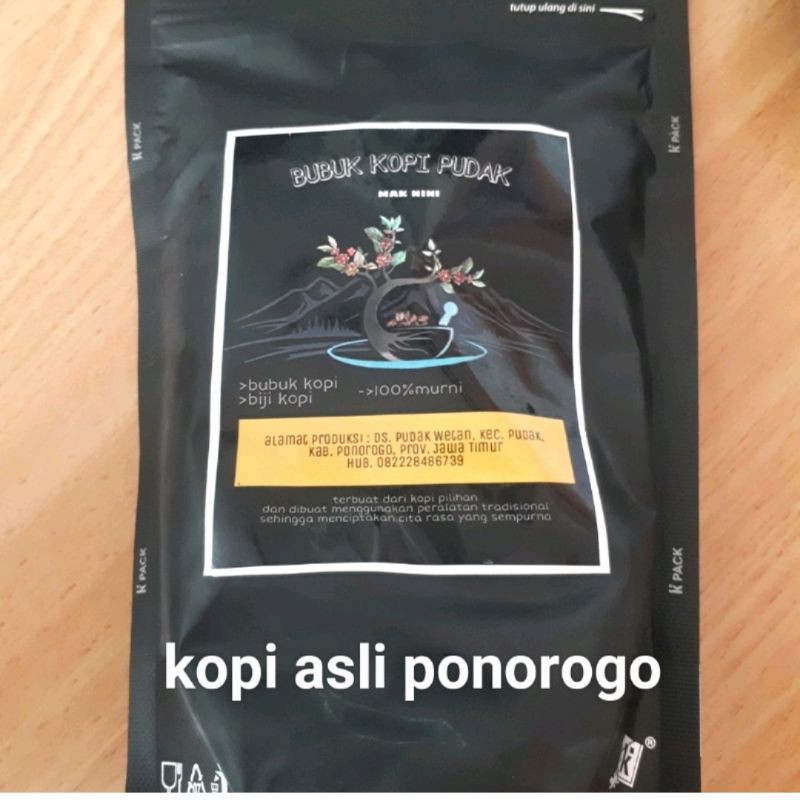 tutup ulang di sini
K PACK
K PACK
BUBUK KOPI PUDAK
MAK NINI
>bubuk kopi
>biji kopi
->100%murni
ALAMAT PRODUKSI : DS. PUDAK WETAN, KEC. PUDAK,
KAB. PONOROGO, PROV. JAWA TIMUR
HUB. 082228486739
terbuat dari kopi pilihan
dan dibuat menggunakan peralatan tradisional
sehingga menciptakan cita rasa yang sempurna
K PACK
K PACK
kopi asli ponorogo
K ®